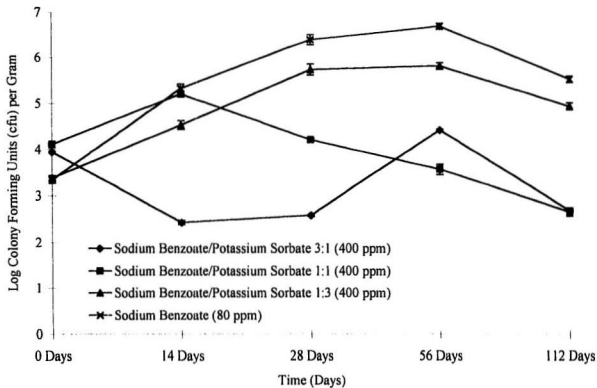 Log Colony Forming Units (cfu) per Gram
7
6
5
4
3
2
1
0
Sodium Benzoate/Potassium Sorbate 3:1 (400 ppm)
Sodium Benzoate/Potassium Sorbate 1:1 (400 ppm)
Sodium Benzoate/Potassium Sorbate 1:3 (400 ppm)
Sodium Benzoate (80 ppm)
0 Days 14 Days 28 Days 56 Days 112 Days
Time (Days)